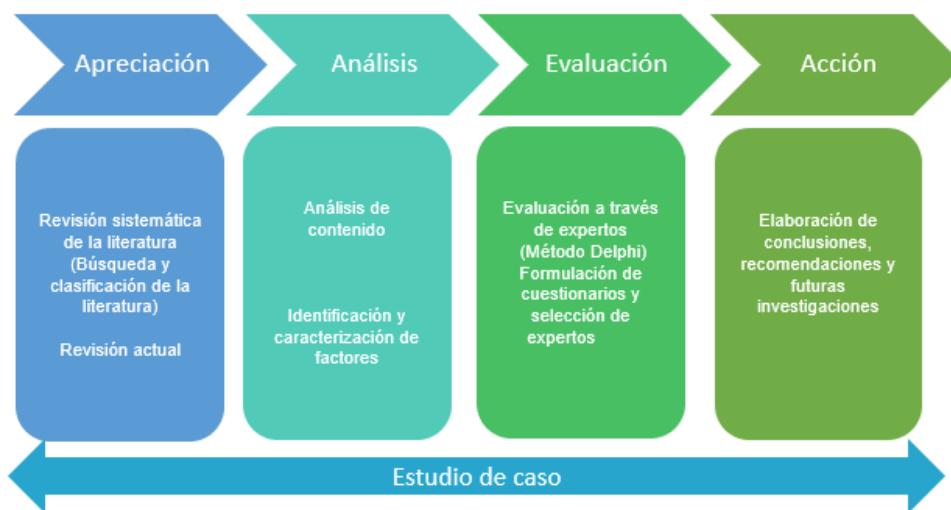 Apreciación
Análisis
Evaluación
Acción
Revisión sistemática
de la literatura
(Búsqueda y
clasificación de la
literatura)
Revisión actual
Análisis de
contenido
Identificación y
caracterización de
factores
Evaluación a través
de expertos
(Método Delphi)
Formulación de
cuestionarios y
selección de
expertos
Elaboración de
conclusiones,
recomendaciones y
futuras
investigaciones
Estudio de caso